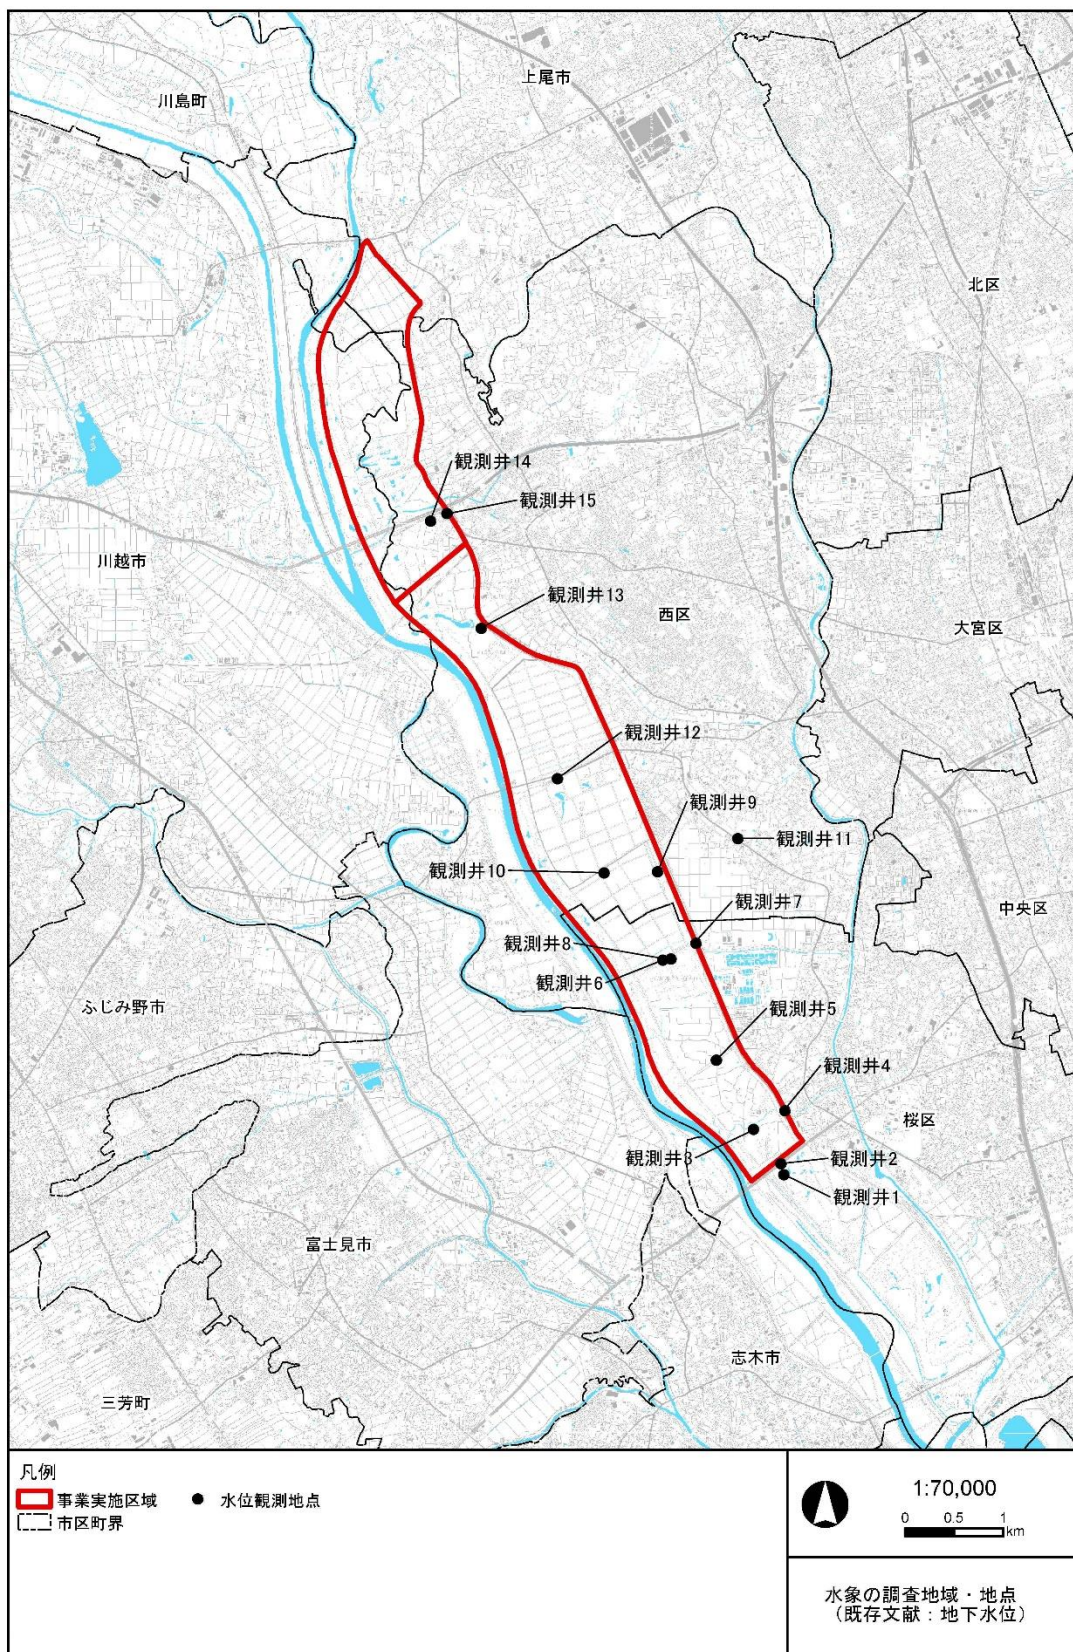 上尾市
川島町
北区
観測井14
観測井15
川越市
観測井13
西区
大宮区
観測井12
観測井9
観測井11
観測井10
中央区
観測井7
観測井8
観測井6
ふじみ野市
観測井5
観測井4
桜区
観測井3
観測井2
観測井1
富士見市
志木市
三芳町
凡例
事業実施区域
水位観測地点
市区町界
1:70,000
0 0.5 1
km
水象の調査地域・地点
（既存文献：地下水位）